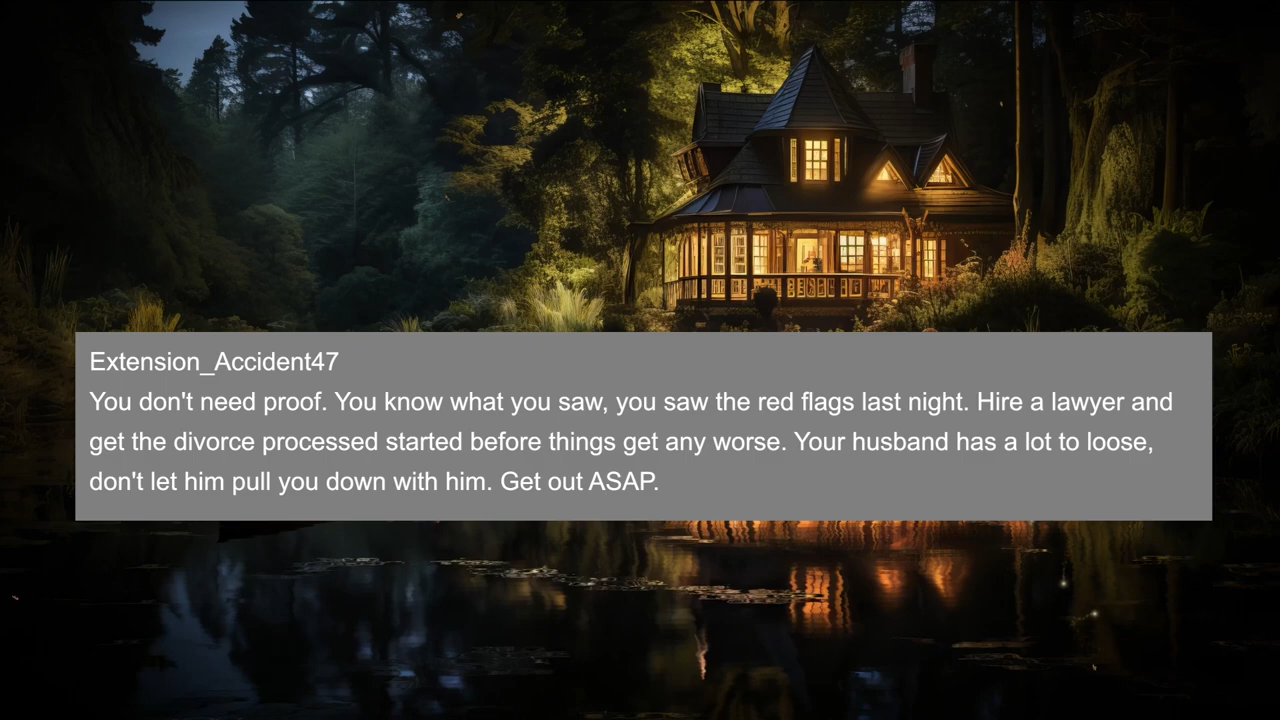 Extension_Accident47
You don't need proof. You know what you saw, you saw the red flags last night. Hire a lawyer and
get the divorce processed started before things get any worse. Your husband has a lot to loose,
don't let him pull you down with him. Get out ASAP.